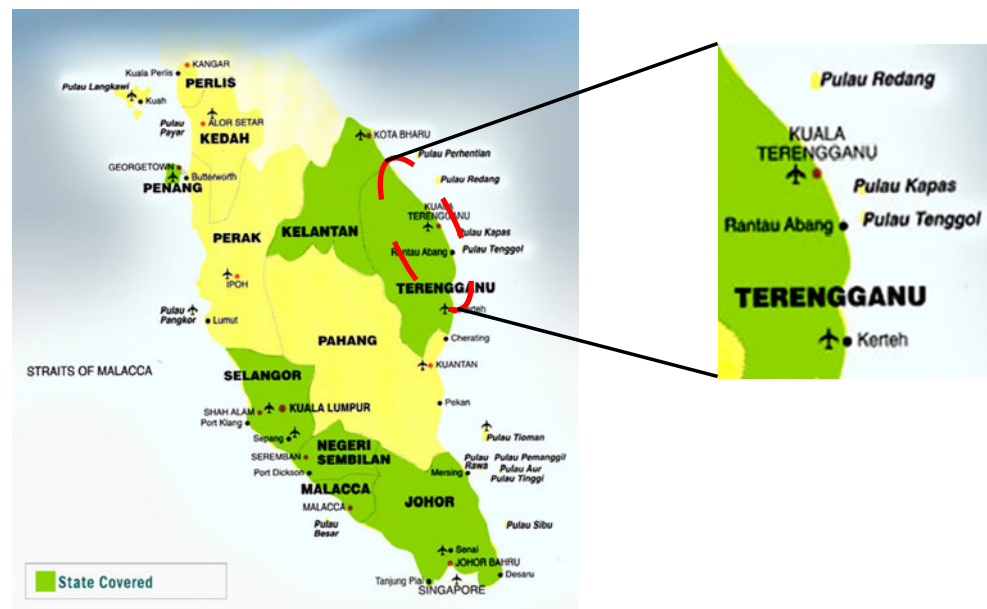 KANGAR
Kuala Perlis
PERLIS
Pulau Langkawi
Kuah
Pulau
Payar
ALOR SETAR
KEDAH
KOTA BHARU
Pulau Perhentian
GEORGETOWN
Butterworth
PENANG
Pulau Redang
KUALA
TERENGGANU
PERAK
KELANTAN
Pulau Kapas
Rantau Abang
Pulau Tenggol
IPOH
TERENGGANU
Pulau
Pangkor
Lumut
Kerteh
PAHANG
Cherating
STRAITS OF MALACCA
SELANGOR
KUANTAN
SHAH ALAM
KUALA LUMPUR
Port Klang
Pekan
Sepang
NEGERI
SEMBILAN
Pulau Tioman
SEREMBAN
Port Dickson
Pulau
Rawa
Pulau Pemanggil
Pulau Aur
Pulau Tinggi
Mersing
MALACCA
JOHOR
MALACCA
Pulau
Besar
Pulau Sibu
Senai
JOHOR BAHRU
Tanjung Piai
Desaru
SINGAPORE
State Covered
Pulau Redang
KUALA
TERENGGANU
Pulau Kapas
Pulau Tenggol
Rantau Abang
TERENGGANU
Kerteh